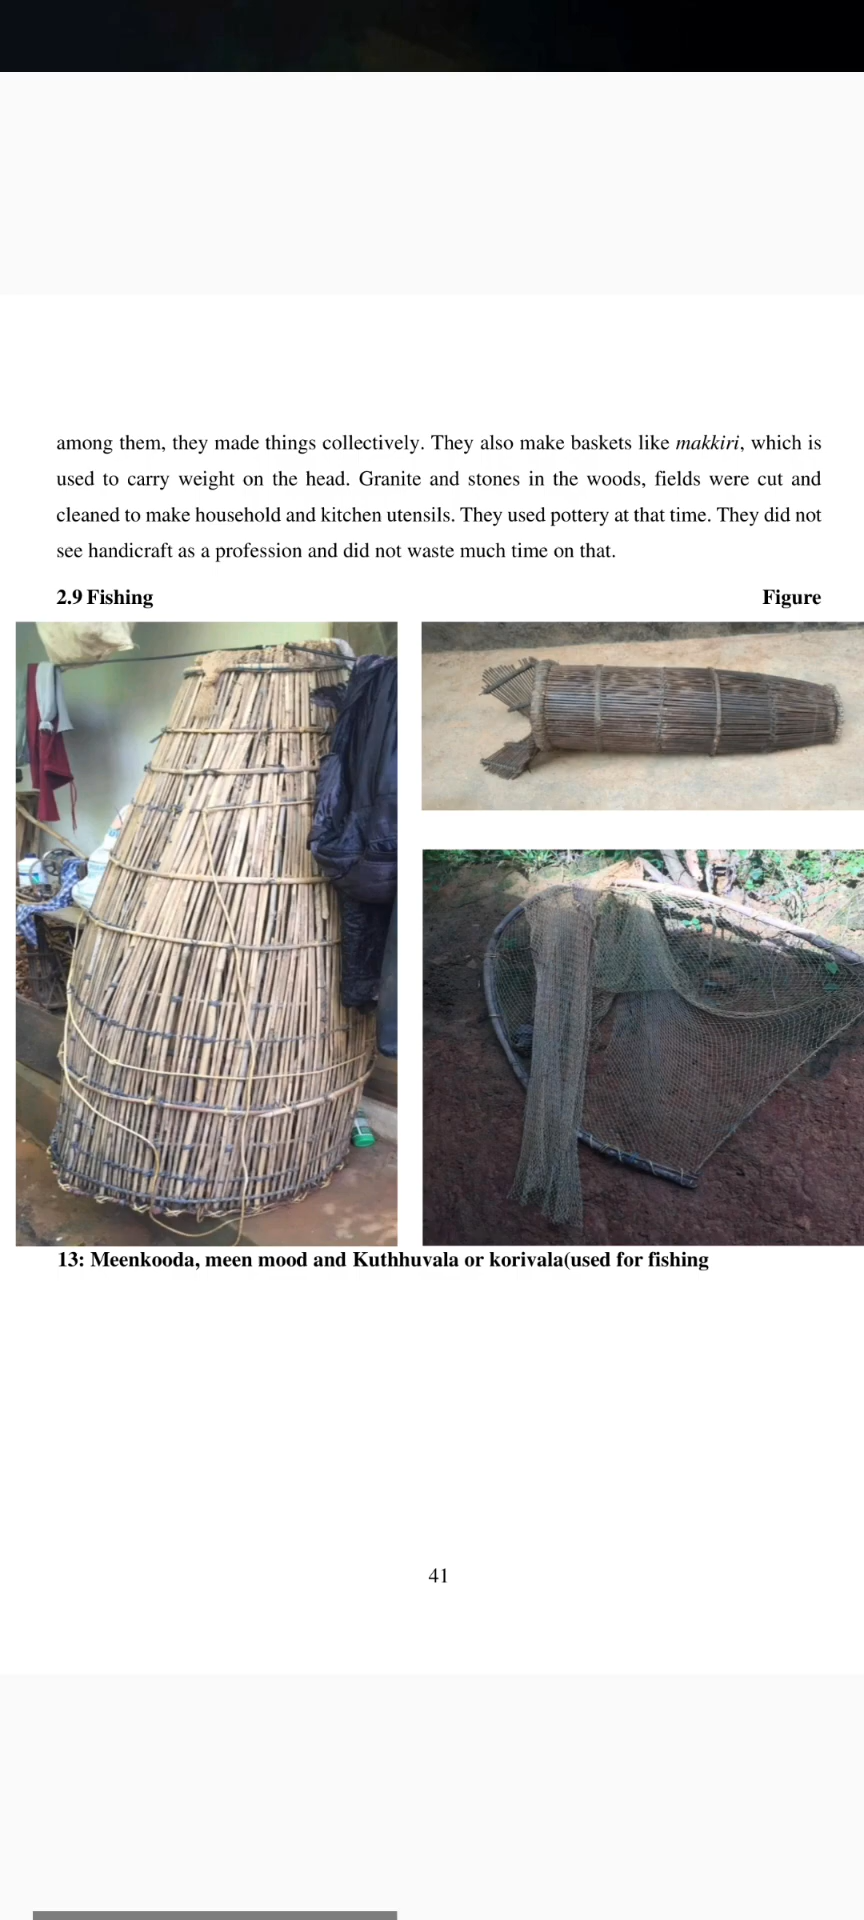 among them, they made things collectively. They also make baskets like makkiri, which is
used to carry weight on the head. Granite and stones in the woods, fields were cut and
cleaned to make household and kitchen utensils. They used pottery at that time. They did not
see handicraft as a profession and did not waste much time on that.
2.9 Fishing Figure
13: Meenkooda, meen mood and Kuthhuvala or korivala(used for fishing
41